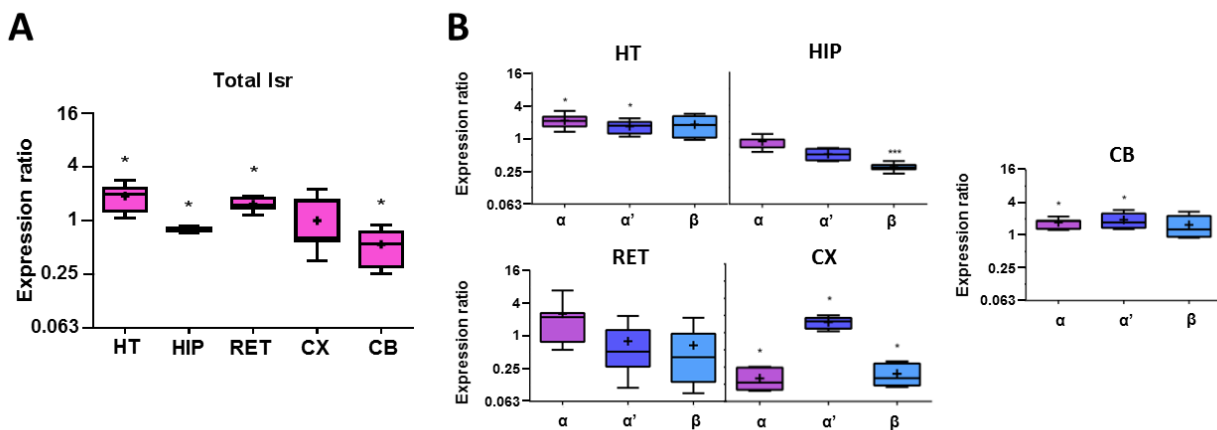 A
Total Isr
Expression ratio
16
4
1
0.25
0.063
* * * *
HT HIP RET CX CB
B
HT HIP
Expression ratio
16
4
1
0.25
0.063
* * ***
α α’ β α α’ β
RET CX
Expression ratio
16
4
1
0.25
0.063
* * *
α α’ β α α’ β
CB
Expression ratio
16
4
1
0.25
0.063
* *
α α’ β